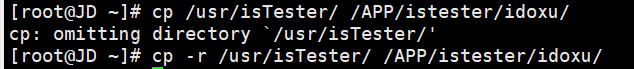 [root@JD ~]# cp /usr/isTester/ /APP/istester/idoxu/
cp: omitting directory `/usr/isTester/'
[root@JD ~]# cp -r /usr/isTester/ /APP/istester/idoxu/